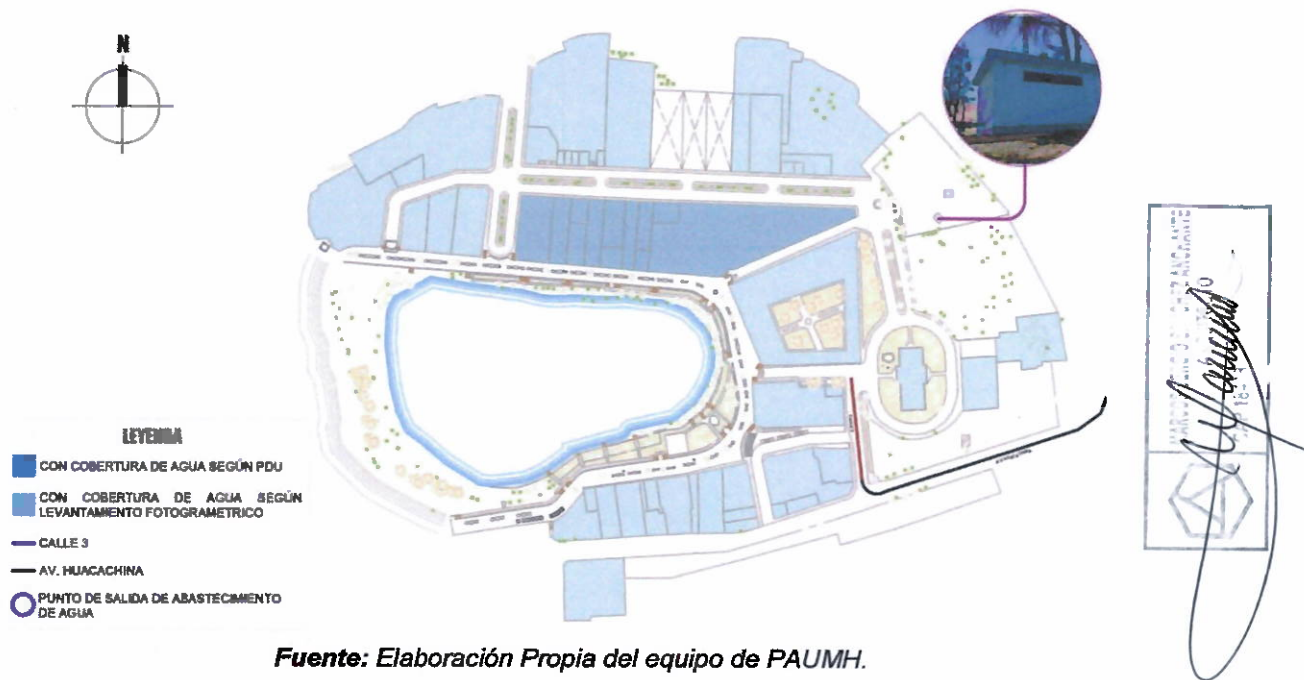 N
LEYENDA
CON COBERTURA DE AGUA SEGÚN PDU
CON COBERTURA DE AGUA SEGÚN
LEVANTAMIENTO FOTOGRAMETRICO
CALLE 3
AV. HUACACHINA
PUNTO DE SALIDA DE ABASTECIMIENTO
DE AGUA
Fuente: Elaboración Propia del equipo de PAUMH.